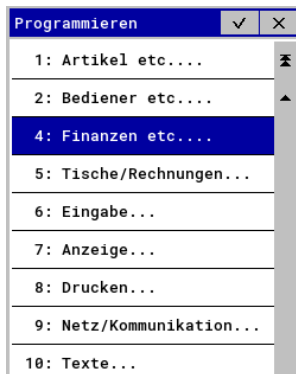 Programmieren
1: Artikel etc....
2: Bediener etc....
4: Finanzen etc....
5: Tische/Rechnungen...
6: Eingabe...
7: Anzeige...
8: Drucken...
9: Netz/Kommunikation...
10: Texte...